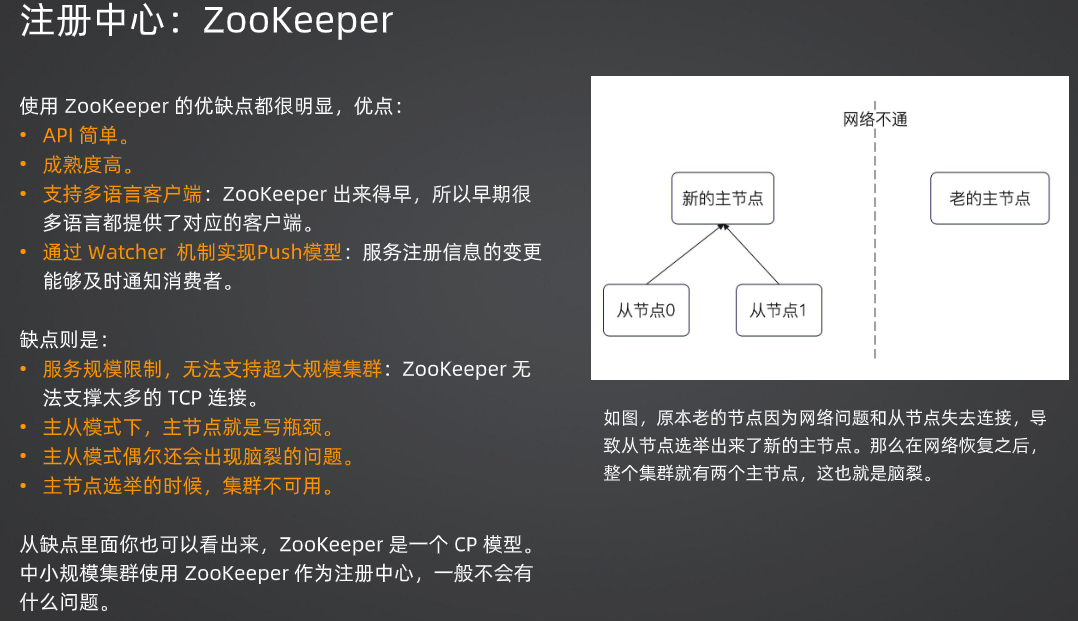 注册中心：ZooKeeper
使用 ZooKeeper 的优缺点都很明显，优点：
• API 简单。
• 成熟度高。
• 支持多语言客户端：ZooKeeper 出来得早，所以早期很
多语言都提供了对应的客户端。
• 通过 Watcher 机制实现Push模型：服务注册信息的变更
能够及时通知消费者。
缺点则是：
• 服务规模限制，无法支持超大规模集群：ZooKeeper 无
法支撑太多的 TCP 连接。
• 主从模式下，主节点就是写瓶颈。
• 主从模式偶尔还会出现脑裂的问题。
• 主节点选举的时候，集群不可用。
从缺点里面你也可以看出来，ZooKeeper 是一个 CP 模型。
中小规模集群使用 ZooKeeper 作为注册中心，一般不会有
什么问题。
网络不通
新的主节点
老的主节点
从节点0
从节点1
如图，原本老的节点因为网络问题和从节点失去连接，导
致从节点选举出来了新的主节点。那么在网络恢复之后，
整个集群就有两个主节点，这也就是脑裂。